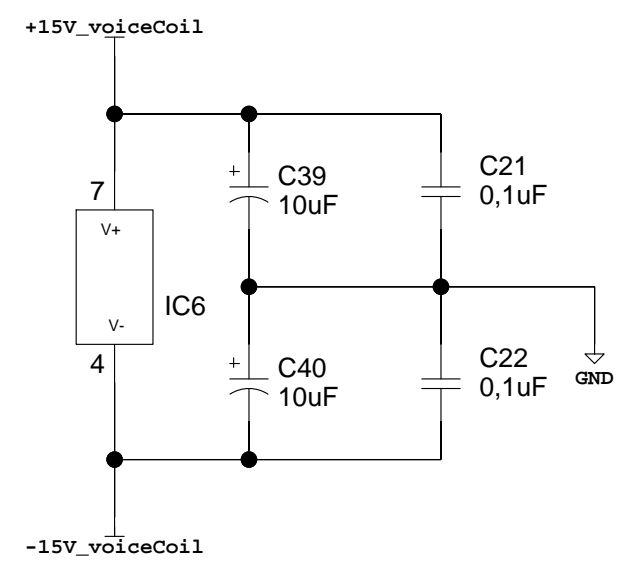 +15V_voiceCoil
7
V+
V-
IC6
4
+
C39
10uF
C21
0,1uF
+
C40
10uF
C22
0,1uF
GND
-15V_voiceCoil